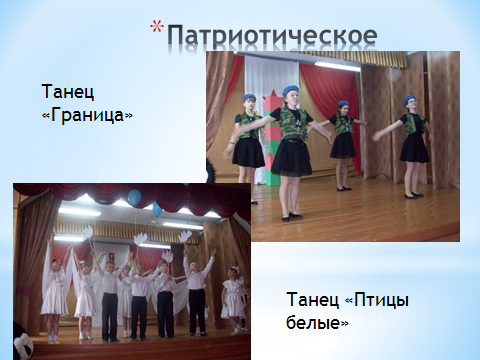 *Патриотическое
Танец
«Граница»
Танец «Птицы
белые»